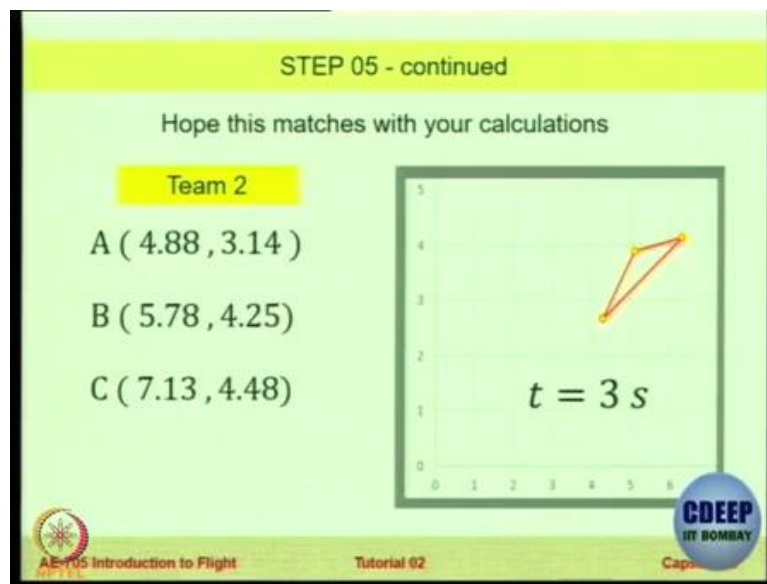 STEP 05 - continued
Hope this matches with your calculations
Team 2
A ( 4.88 , 3.14 )
B ( 5.78 , 4.25)
C ( 7.13 , 4.48)
5
4
3
2
1
0
0 1 2 3 4 5 6
t = 3 s
CDEEP
IIT BOMBAY
NPTEL
AE-705 Introduction to Flight Tutorial 02